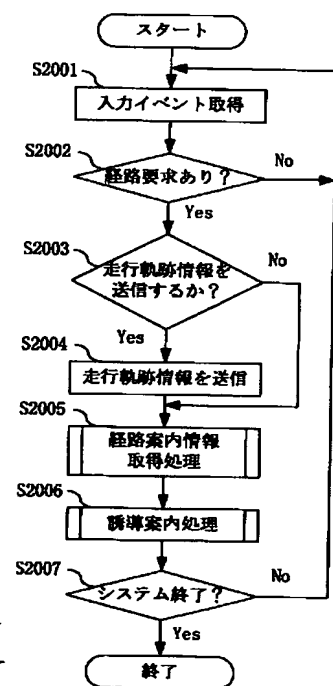 スタート
S2001
入力イベント取得
S2002
経路要求あり？
No
Yes
S2003
走行軌跡情報を
送信するか？
No
Yes
S2004
走行軌跡情報を送信
S2005
経路案内情報
取得処理
S2006
誘導案内処理
S2007
システム終了？
No
Yes
終了